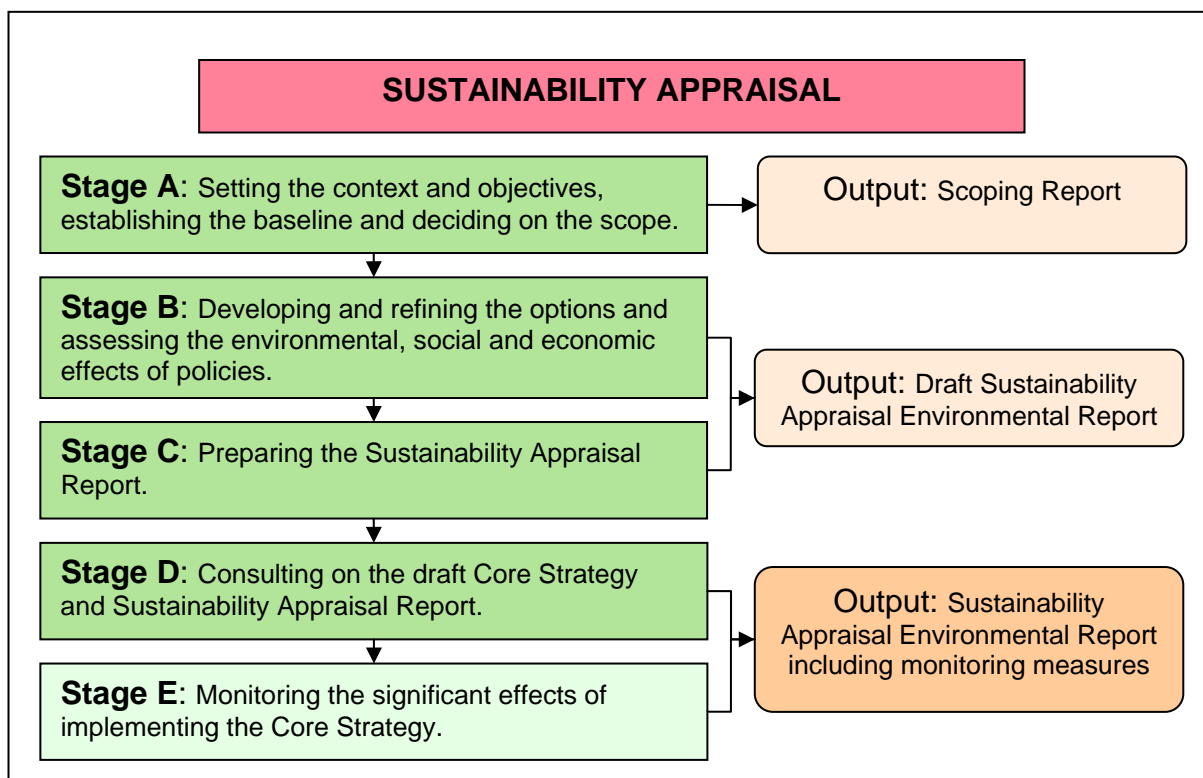 SUSTAINABILITY APPRAISAL
Stage A: Setting the context and objectives,
establishing the baseline and deciding on the scope.
Output: Scoping Report
Stage B: Developing and refining the options and
assessing the environmental, social and economic
effects of policies.
Output: Draft Sustainability
Appraisal Environmental Report
Stage C: Preparing the Sustainability Appraisal
Report.
Stage D: Consulting on the draft Core Strategy
and Sustainability Appraisal Report.
Output: Sustainability
Appraisal Environmental Report
including monitoring measures
Stage E: Monitoring the significant effects of
implementing the Core Strategy.